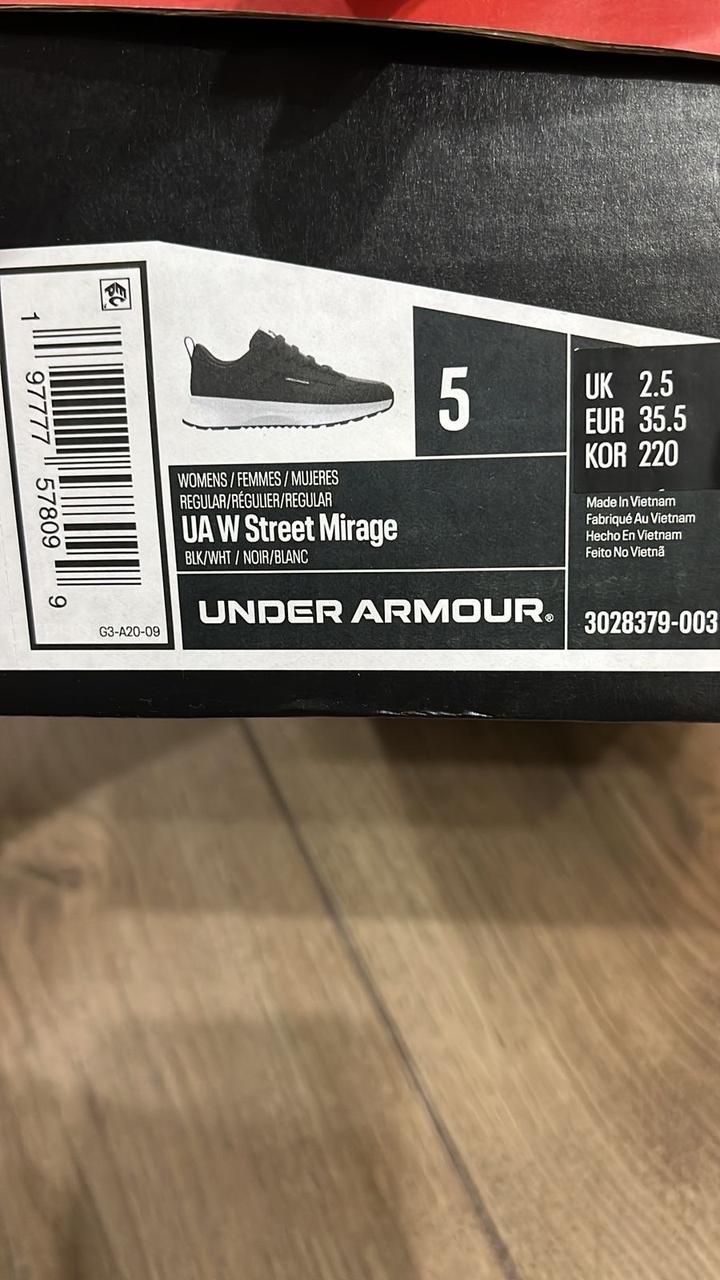 EC
P
1 97777 57809 9
G3-A20-09
5
WOMENS / FEMMES / MUJERES
REGULAR/RÉGULIER/REGULAR
UA W Street Mirage
BLK/WHT / NOIR/BLANC
UNDER ARMOUR®
UK 2.5
EUR 35.5
KOR 220
Made In Vietnam
Fabriqué Au Vietnam
Hecho En Vietnam
Feito No Vietnã
3028379-003